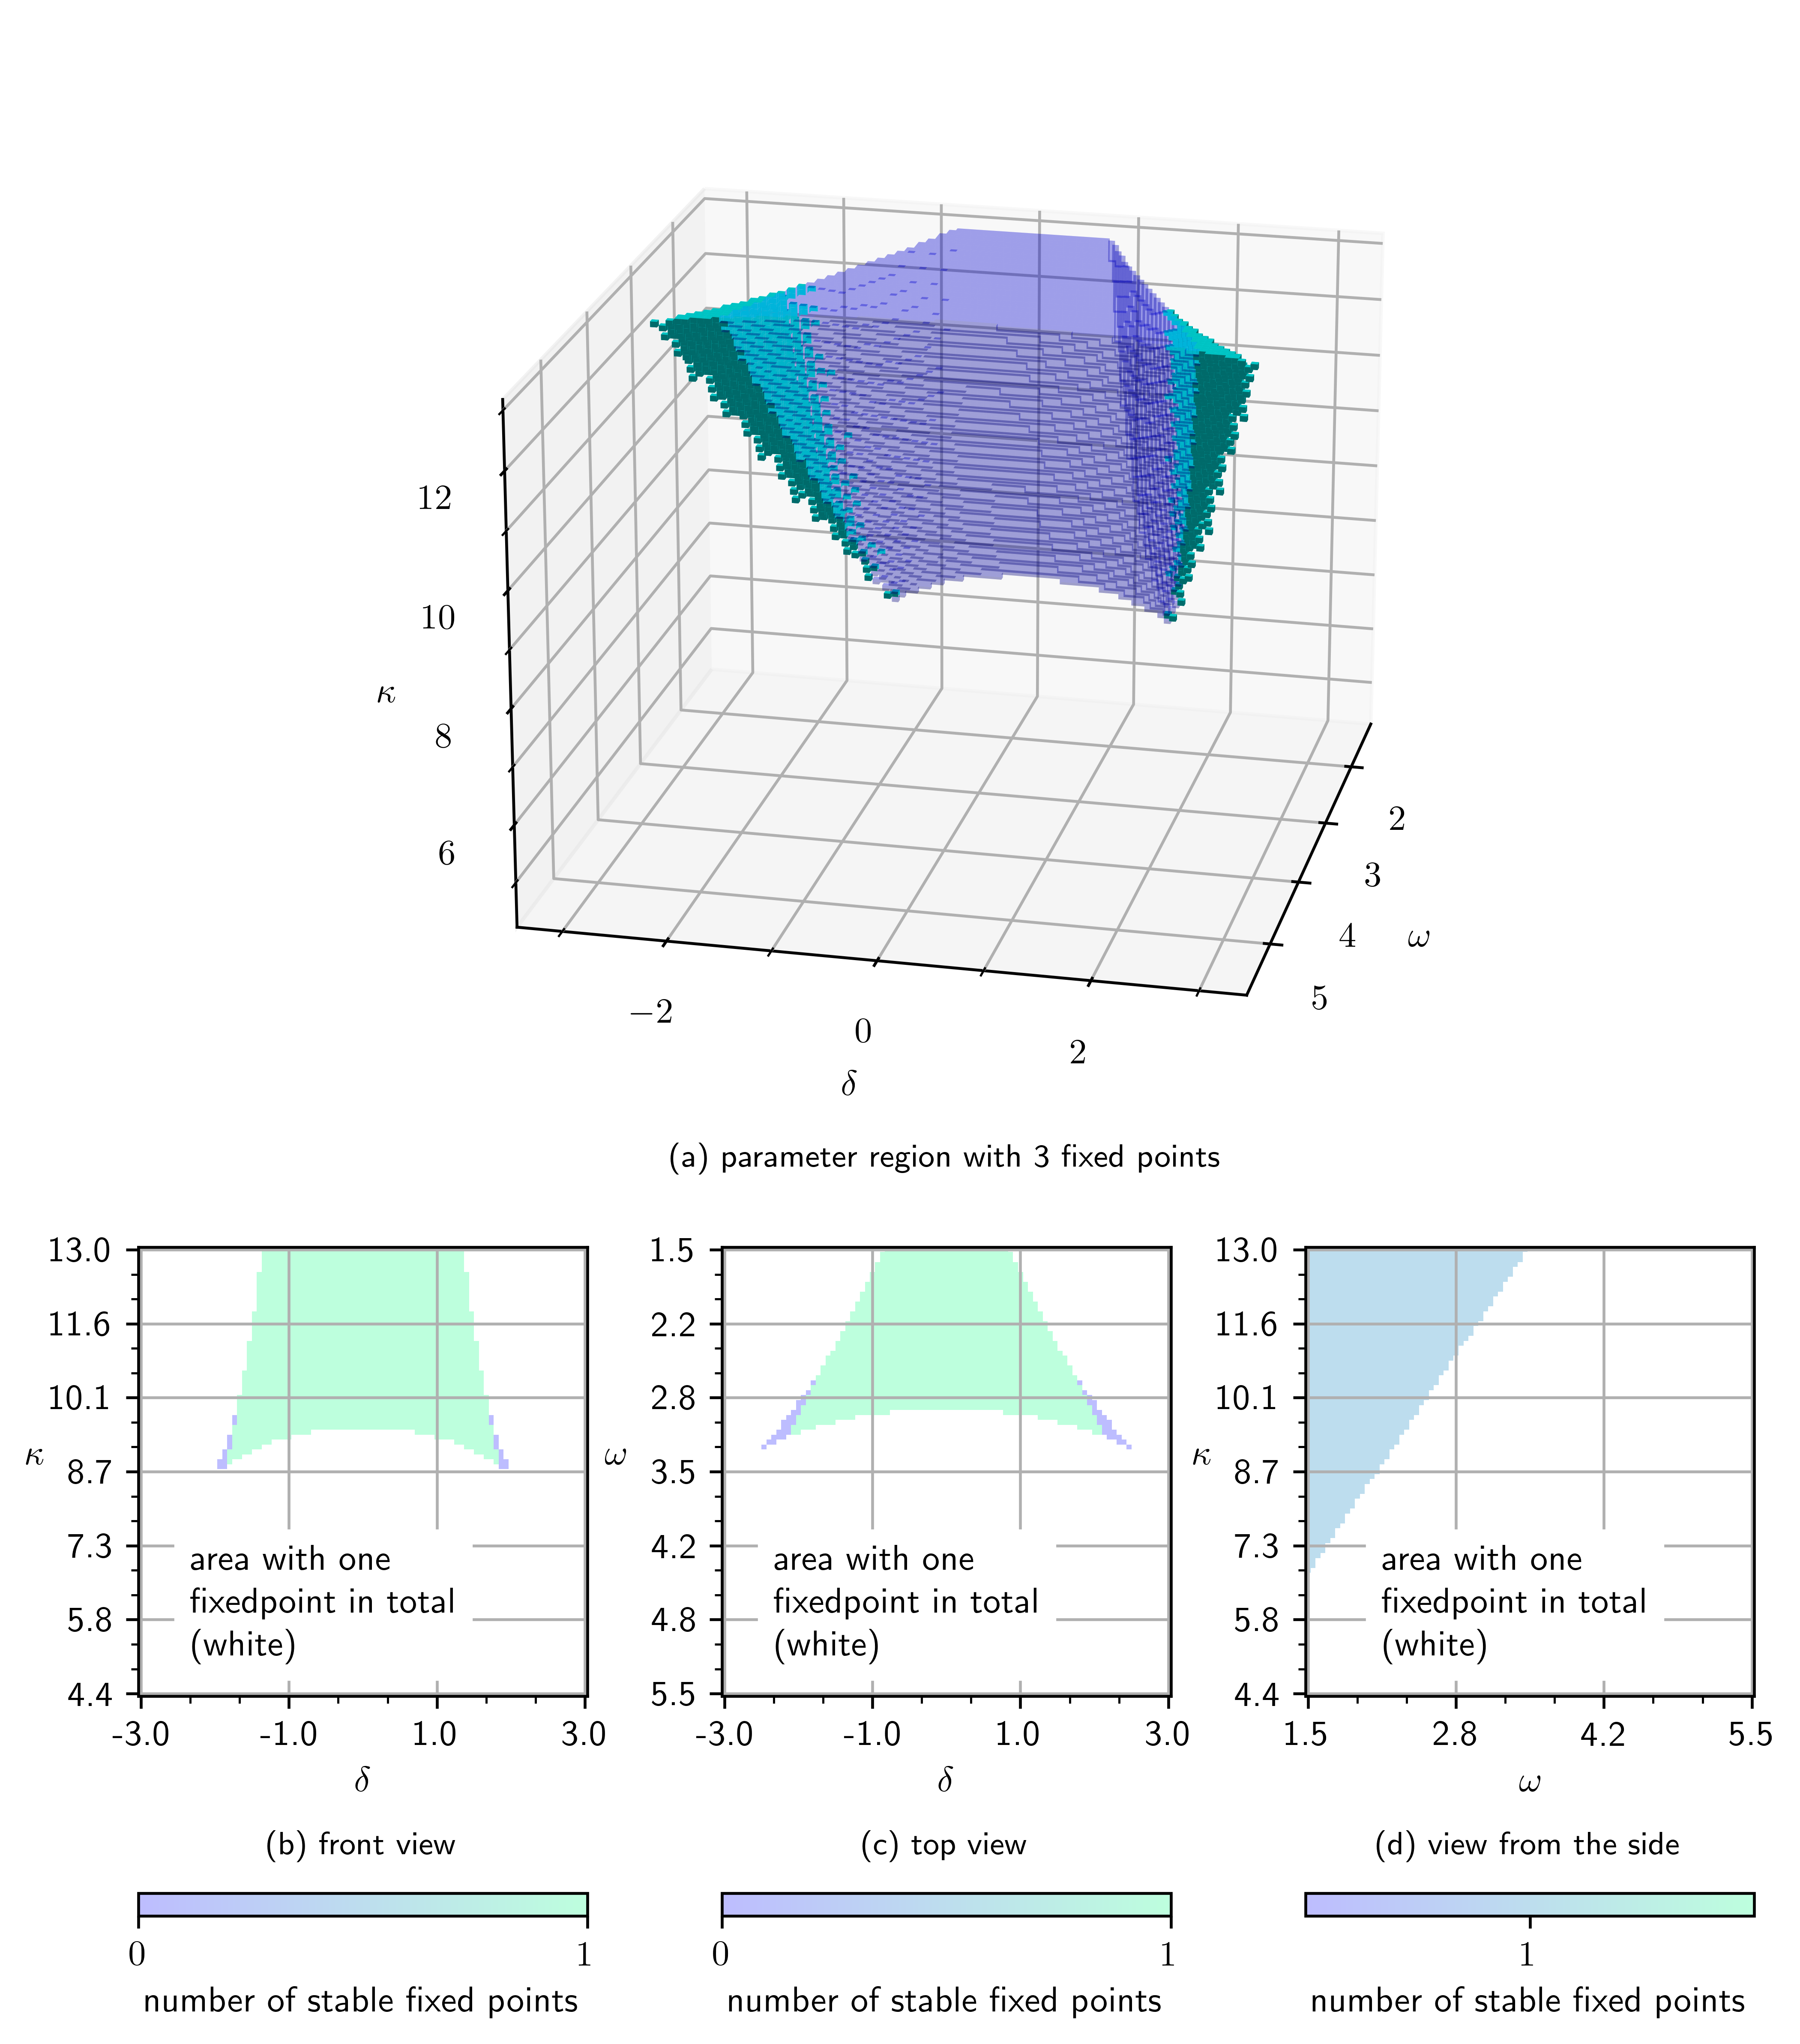 12
10
κ
8
6
2
3
4
ω
5
−2
0
2
δ
(a) parameter region with 3 fixed points
13.0
11.6
10.1
κ
8.7
7.3
5.8
4.4
area with one
fixedpoint in total
(white)
-3.0 -1.0 1.0 3.0
δ
(b) front view
0 1
number of stable fixed points
1.5
2.2
2.8
ω
3.5
4.2
4.8
5.5
area with one
fixedpoint in total
(white)
-3.0 -1.0 1.0 3.0
δ
(c) top view
0 1
number of stable fixed points
13.0
11.6
10.1
κ
8.7
7.3
5.8
4.4
area with one
fixedpoint in total
(white)
1.5 2.8 4.2 5.5
ω
(d) view from the side
1
number of stable fixed points